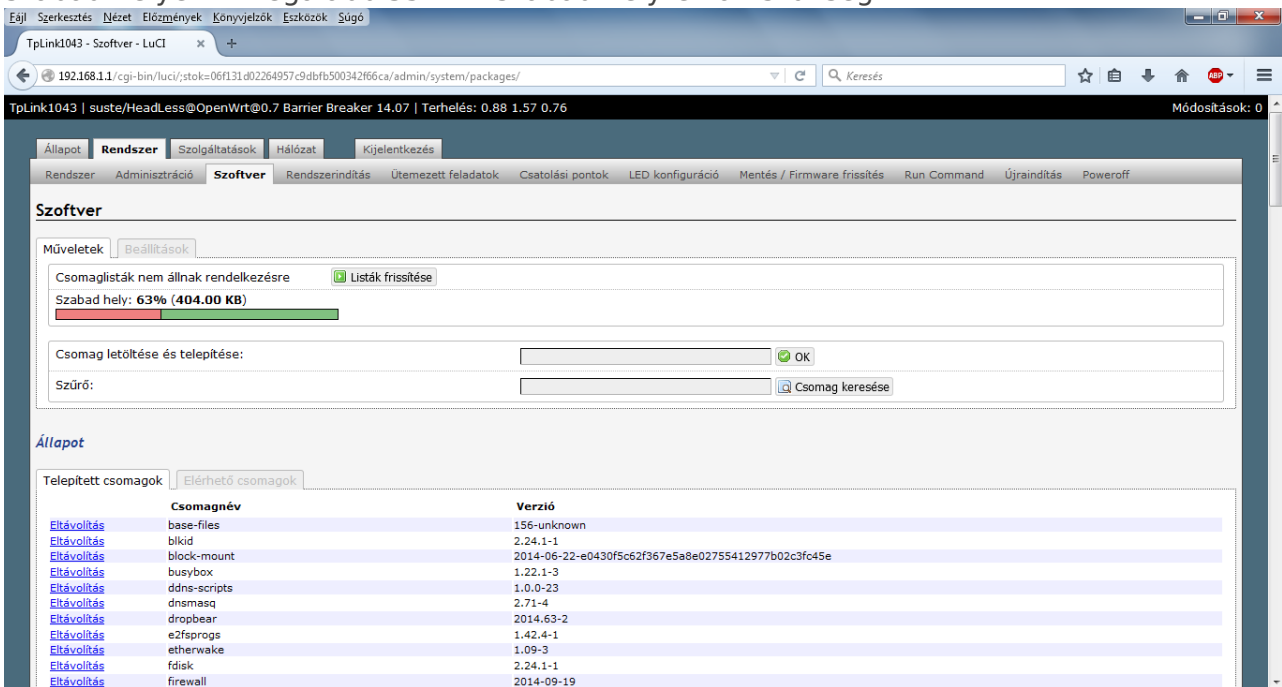 Fájl Szerkesztés Nézet Előzmények Könyvjelzők Eszközök Súgó
TpLink1043 - Szoftver - LuCI × +
192.168.1.1/cgi-bin/luci/;stok=06f131d02264957c9dbfb500342f66ca/admin/system/packages/ Keresés ABP
TpLink1043 | suste/HeadLess@OpenWrt@0.7 Barrier Breaker 14.07 | Terhelés: 0.88 1.57 0.76 Módosítások: 0
Állapot Rendszer Szolgáltatások Hálózat Kijelentkezés
Rendszer Adminisztráció Szoftver Rendszerindítás Ütemezett feladatok Csatolási pontok LED konfiguráció Mentés / Firmware frissítés Run Command Újraindítás Poweroff
Szoftver
Műveletek Beállítások
Csomaglisták nem állnak rendelkezésre Listák frissítése
Szabad hely: 63% (404.00 KB)
Csomag letöltése és telepítése: OK
Szűrő: Csomag keresése
Állapot
Telepített csomagok Elérhető csomagok
Csomagnév Verzió
Eltávolítás base-files 156-unknown
Eltávolítás blkid 2.24.1-1
Eltávolítás block-mount 2014-06-22-e0430f5c62f367e5a8e02755412977b02c3fc45e
Eltávolítás busybox 1.22.1-3
Eltávolítás ddns-scripts 1.0.0-23
Eltávolítás dnsmasq 2.71-4
Eltávolítás dropbear 2014.63-2
Eltávolítás e2fsprogs 1.42.4-1
Eltávolítás etherwake 1.09-3
Eltávolítás fdisk 2.24.1-1
Eltávolítás firewall 2014-09-19